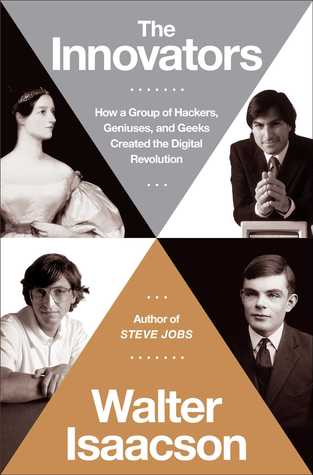 The
Innovators
How a Group of Hackers,
Geniuses, and Geeks
Created the Digital
Revolution
Author of
STEVE JOBS
Walter
Isaacson